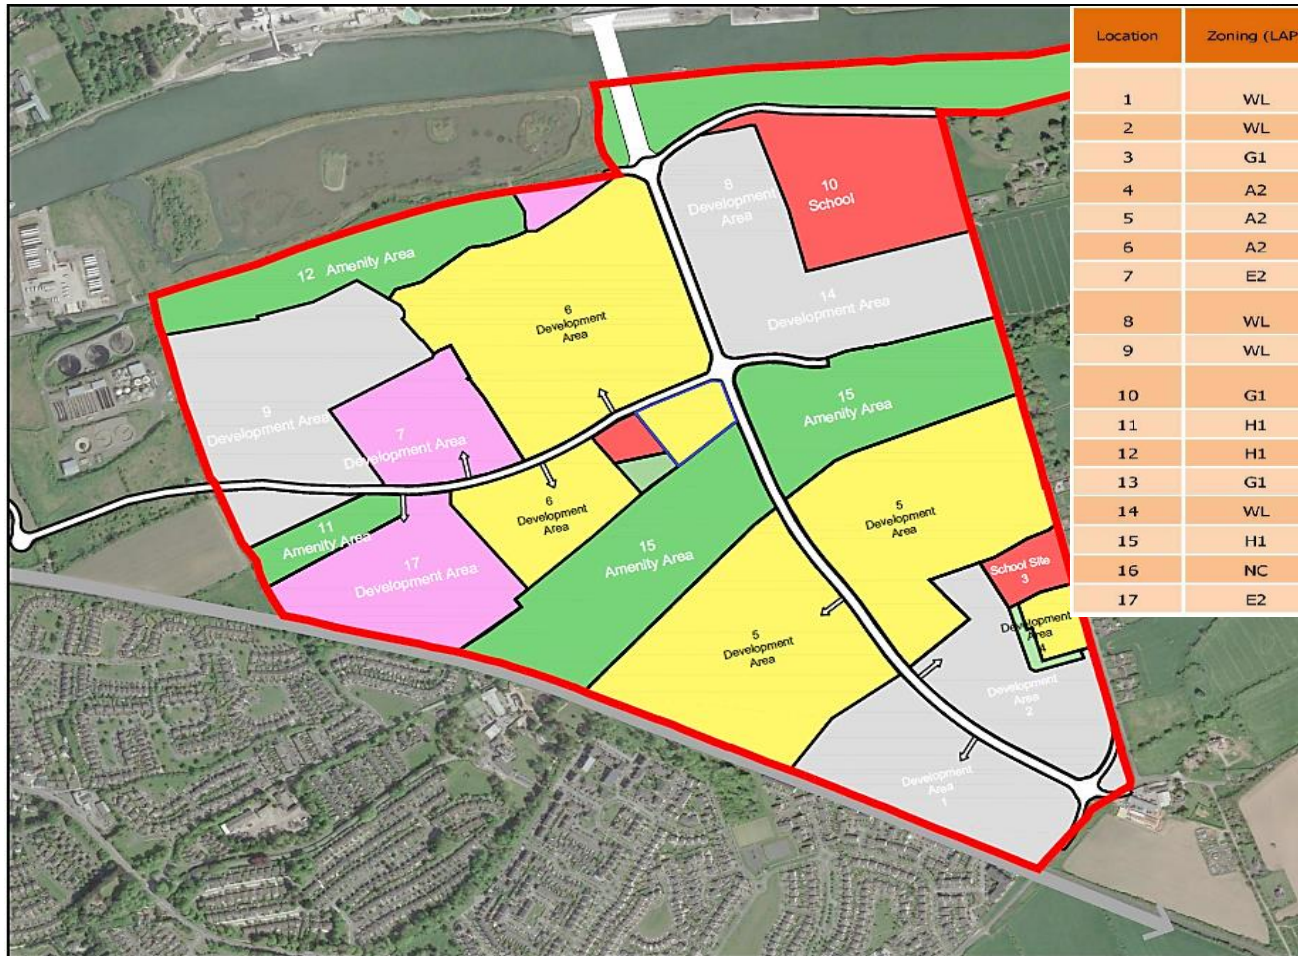 Location Zoning (LAP
1 WL
2 WL
3 G1
4 A2
5 A2
6 A2
7 E2
8 WL
9 WL
10 G1
11 H1
12 H1
13 G1
14 WL
15 H1
16 NC
17 E2
8
Development
Area
10
School
12 Amenity Area
6
Development
Area
14
Development Area
9
Development Area
7
Development Area
15
Amenity Area
6
Development
Area
5
Development
Area
11
Amenity Area
17
Development Area
15
Amenity Area
School Site
3
Development
Area
4
5
Development
Area
Development
Area
2
Development
Area
1